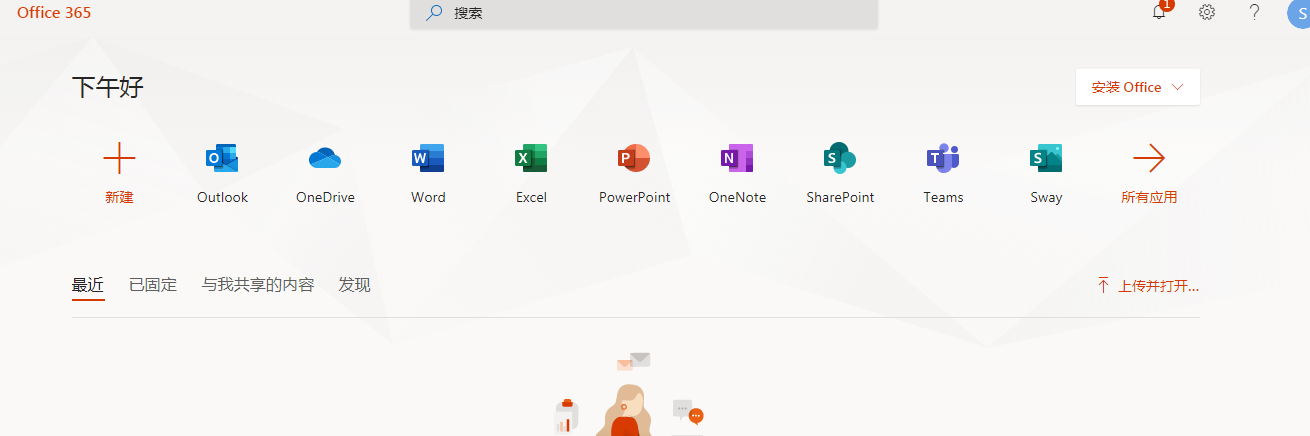 Office 365
搜索
1
S
下午好
安装 Office
新建
Outlook
OneDrive
Word
Excel
PowerPoint
OneNote
SharePoint
Teams
Sway
所有应用
最近
已固定
与我共享的内容
发现
上传并打开...